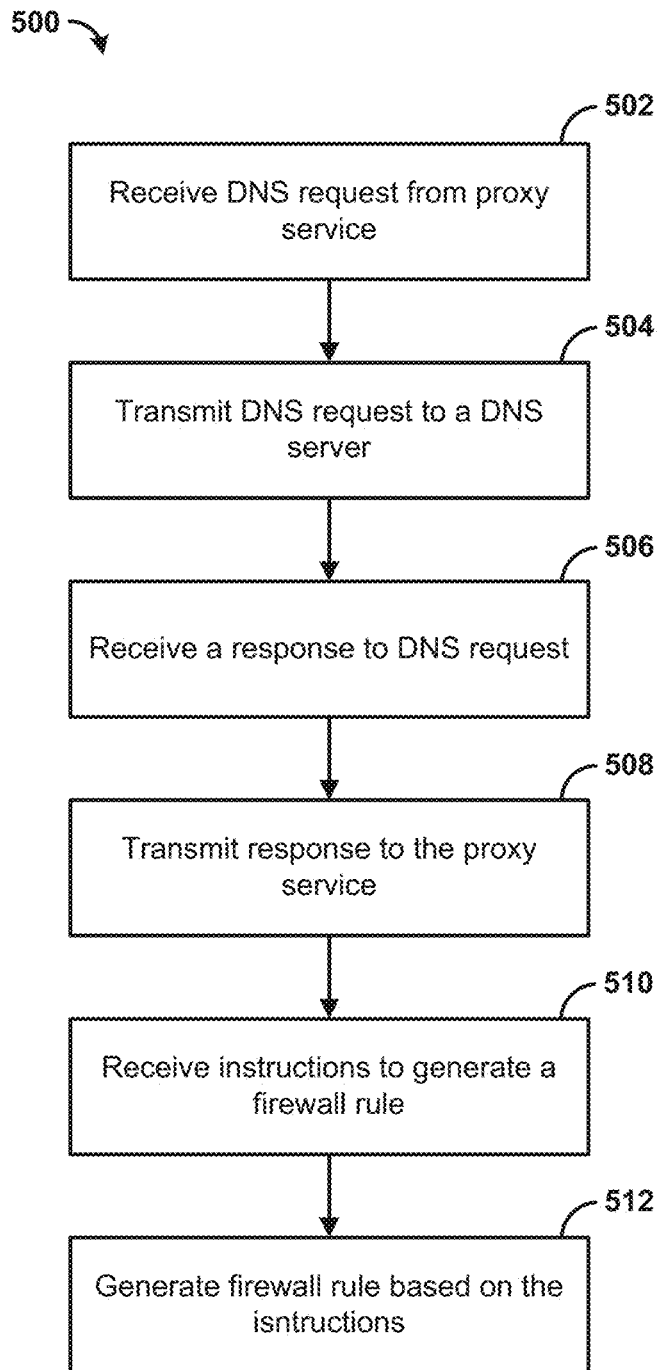 500
502
Receive DNS request from proxy
service
504
Transmit DNS request to a DNS
server
506
Receive a response to DNS request
508
Transmit response to the proxy
service
510
Receive instructions to generate a
firewall rule
512
Generate firewall rule based on the
isntructions